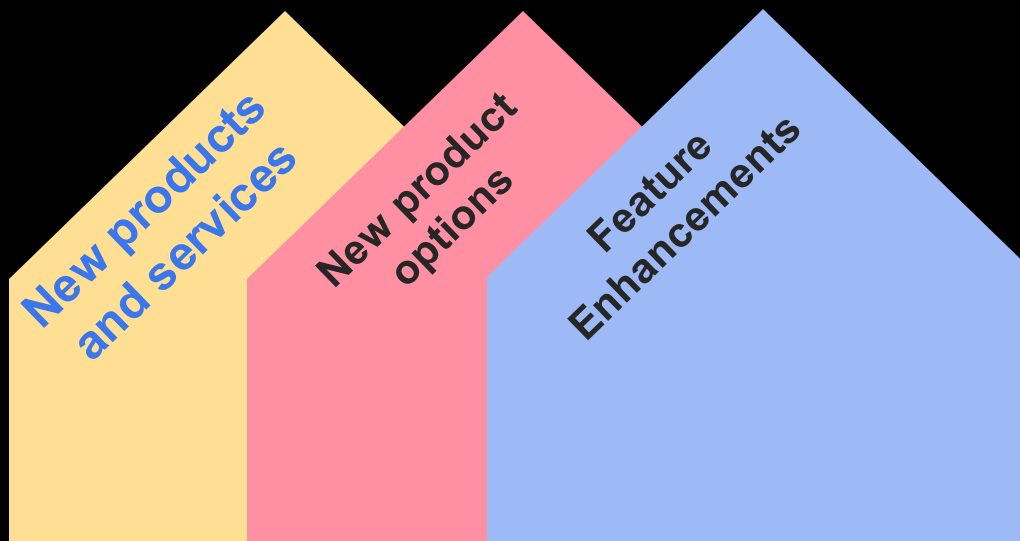 New products
and services
New product
options
Feature
Enhancements